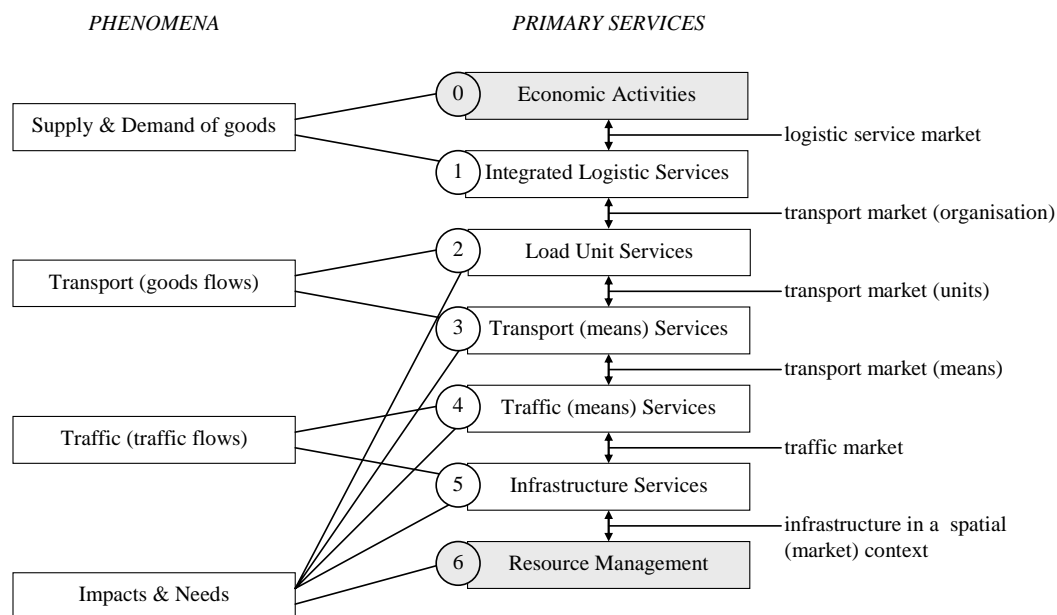 PHENOMENA
PRIMARY SERVICES
0
Economic Activities
Supply & Demand of goods
logistic service market
1
Integrated Logistic Services
transport market (organisation)
2
Load Unit Services
Transport (goods flows)
transport market (units)
3
Transport (means) Services
transport market (means)
4
Traffic (means) Services
Traffic (traffic flows)
traffic market
5
Infrastructure Services
infrastructure in a spatial
(market) context
6
Resource Management
Impacts & Needs